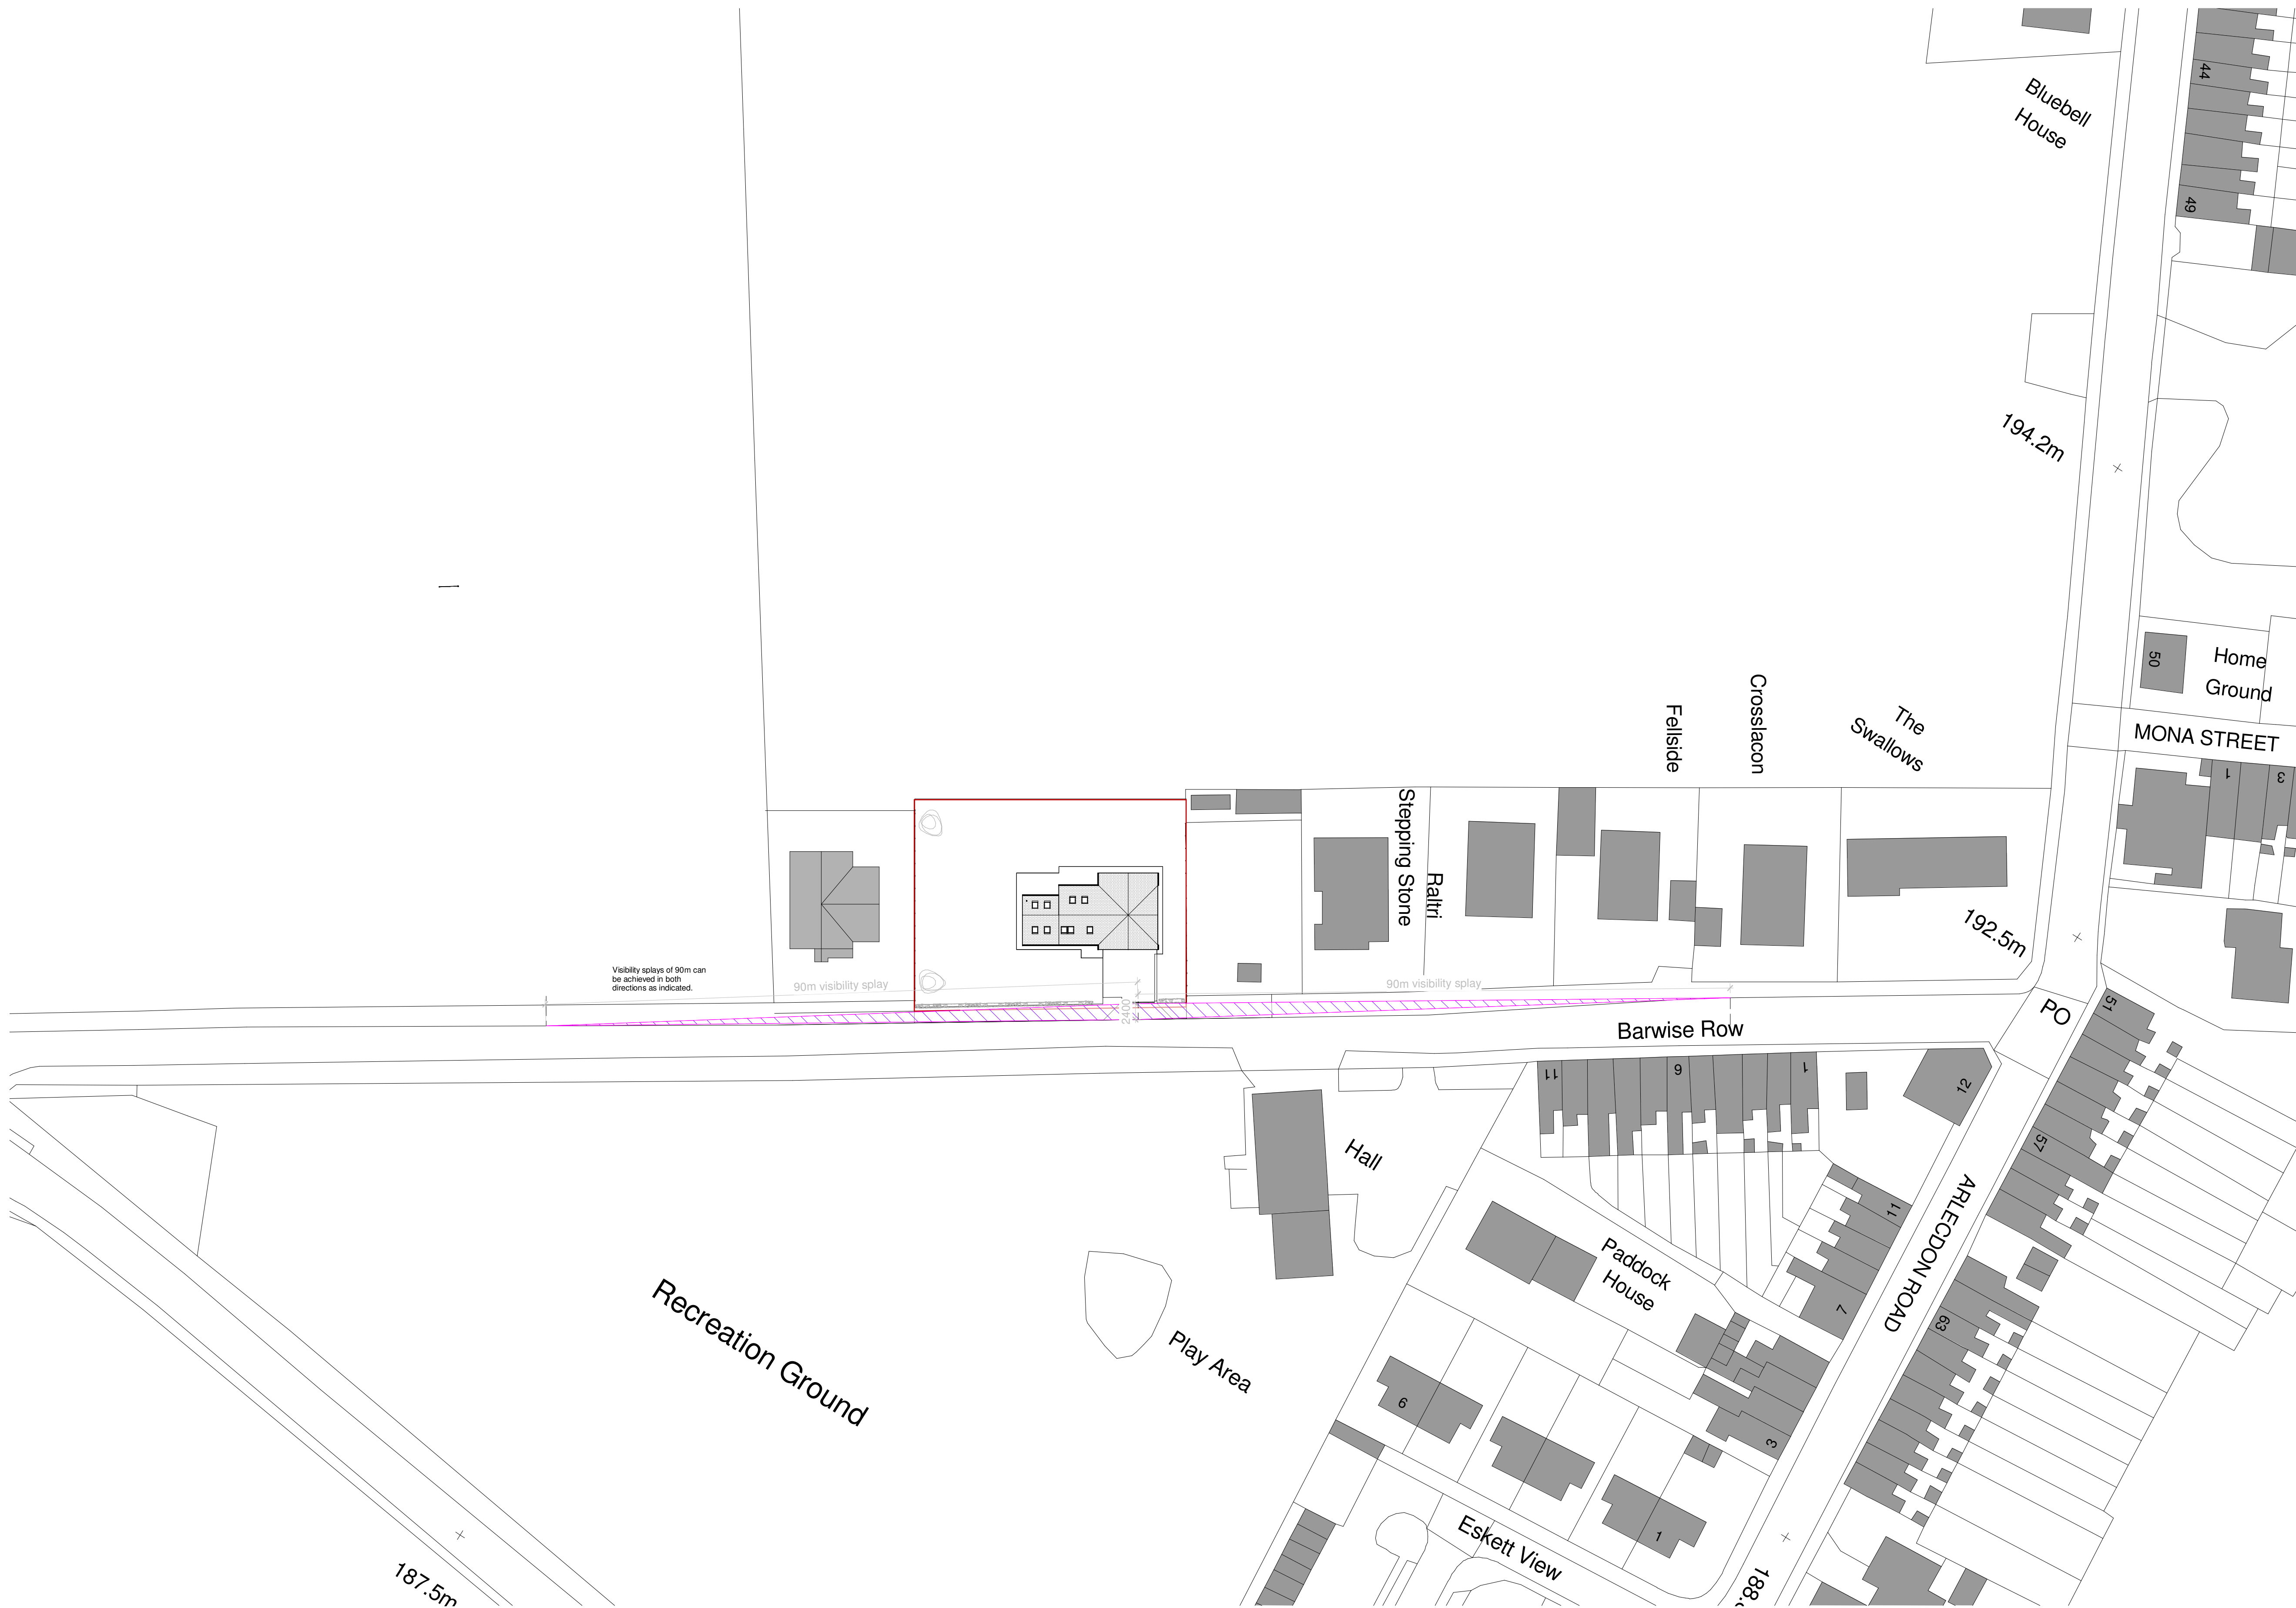 Bluebell
House
44
49
194.2m
50
Home
Ground
MONA STREET
1
3
The
Swallows
Crosslacon
Fellside
Stepping Stone
Raltri
192.5m
Visibility splays of 90m can
be achieved in both
directions as indicated.
90m visibility splay
90m visibility splay
2400
Barwise Row
PO
51
11
6
1
12
57
Hall
ARLECDON ROAD
11
Paddock
House
7
63
Recreation Ground
Play Area
6
3
1
Eskett View
187.5m